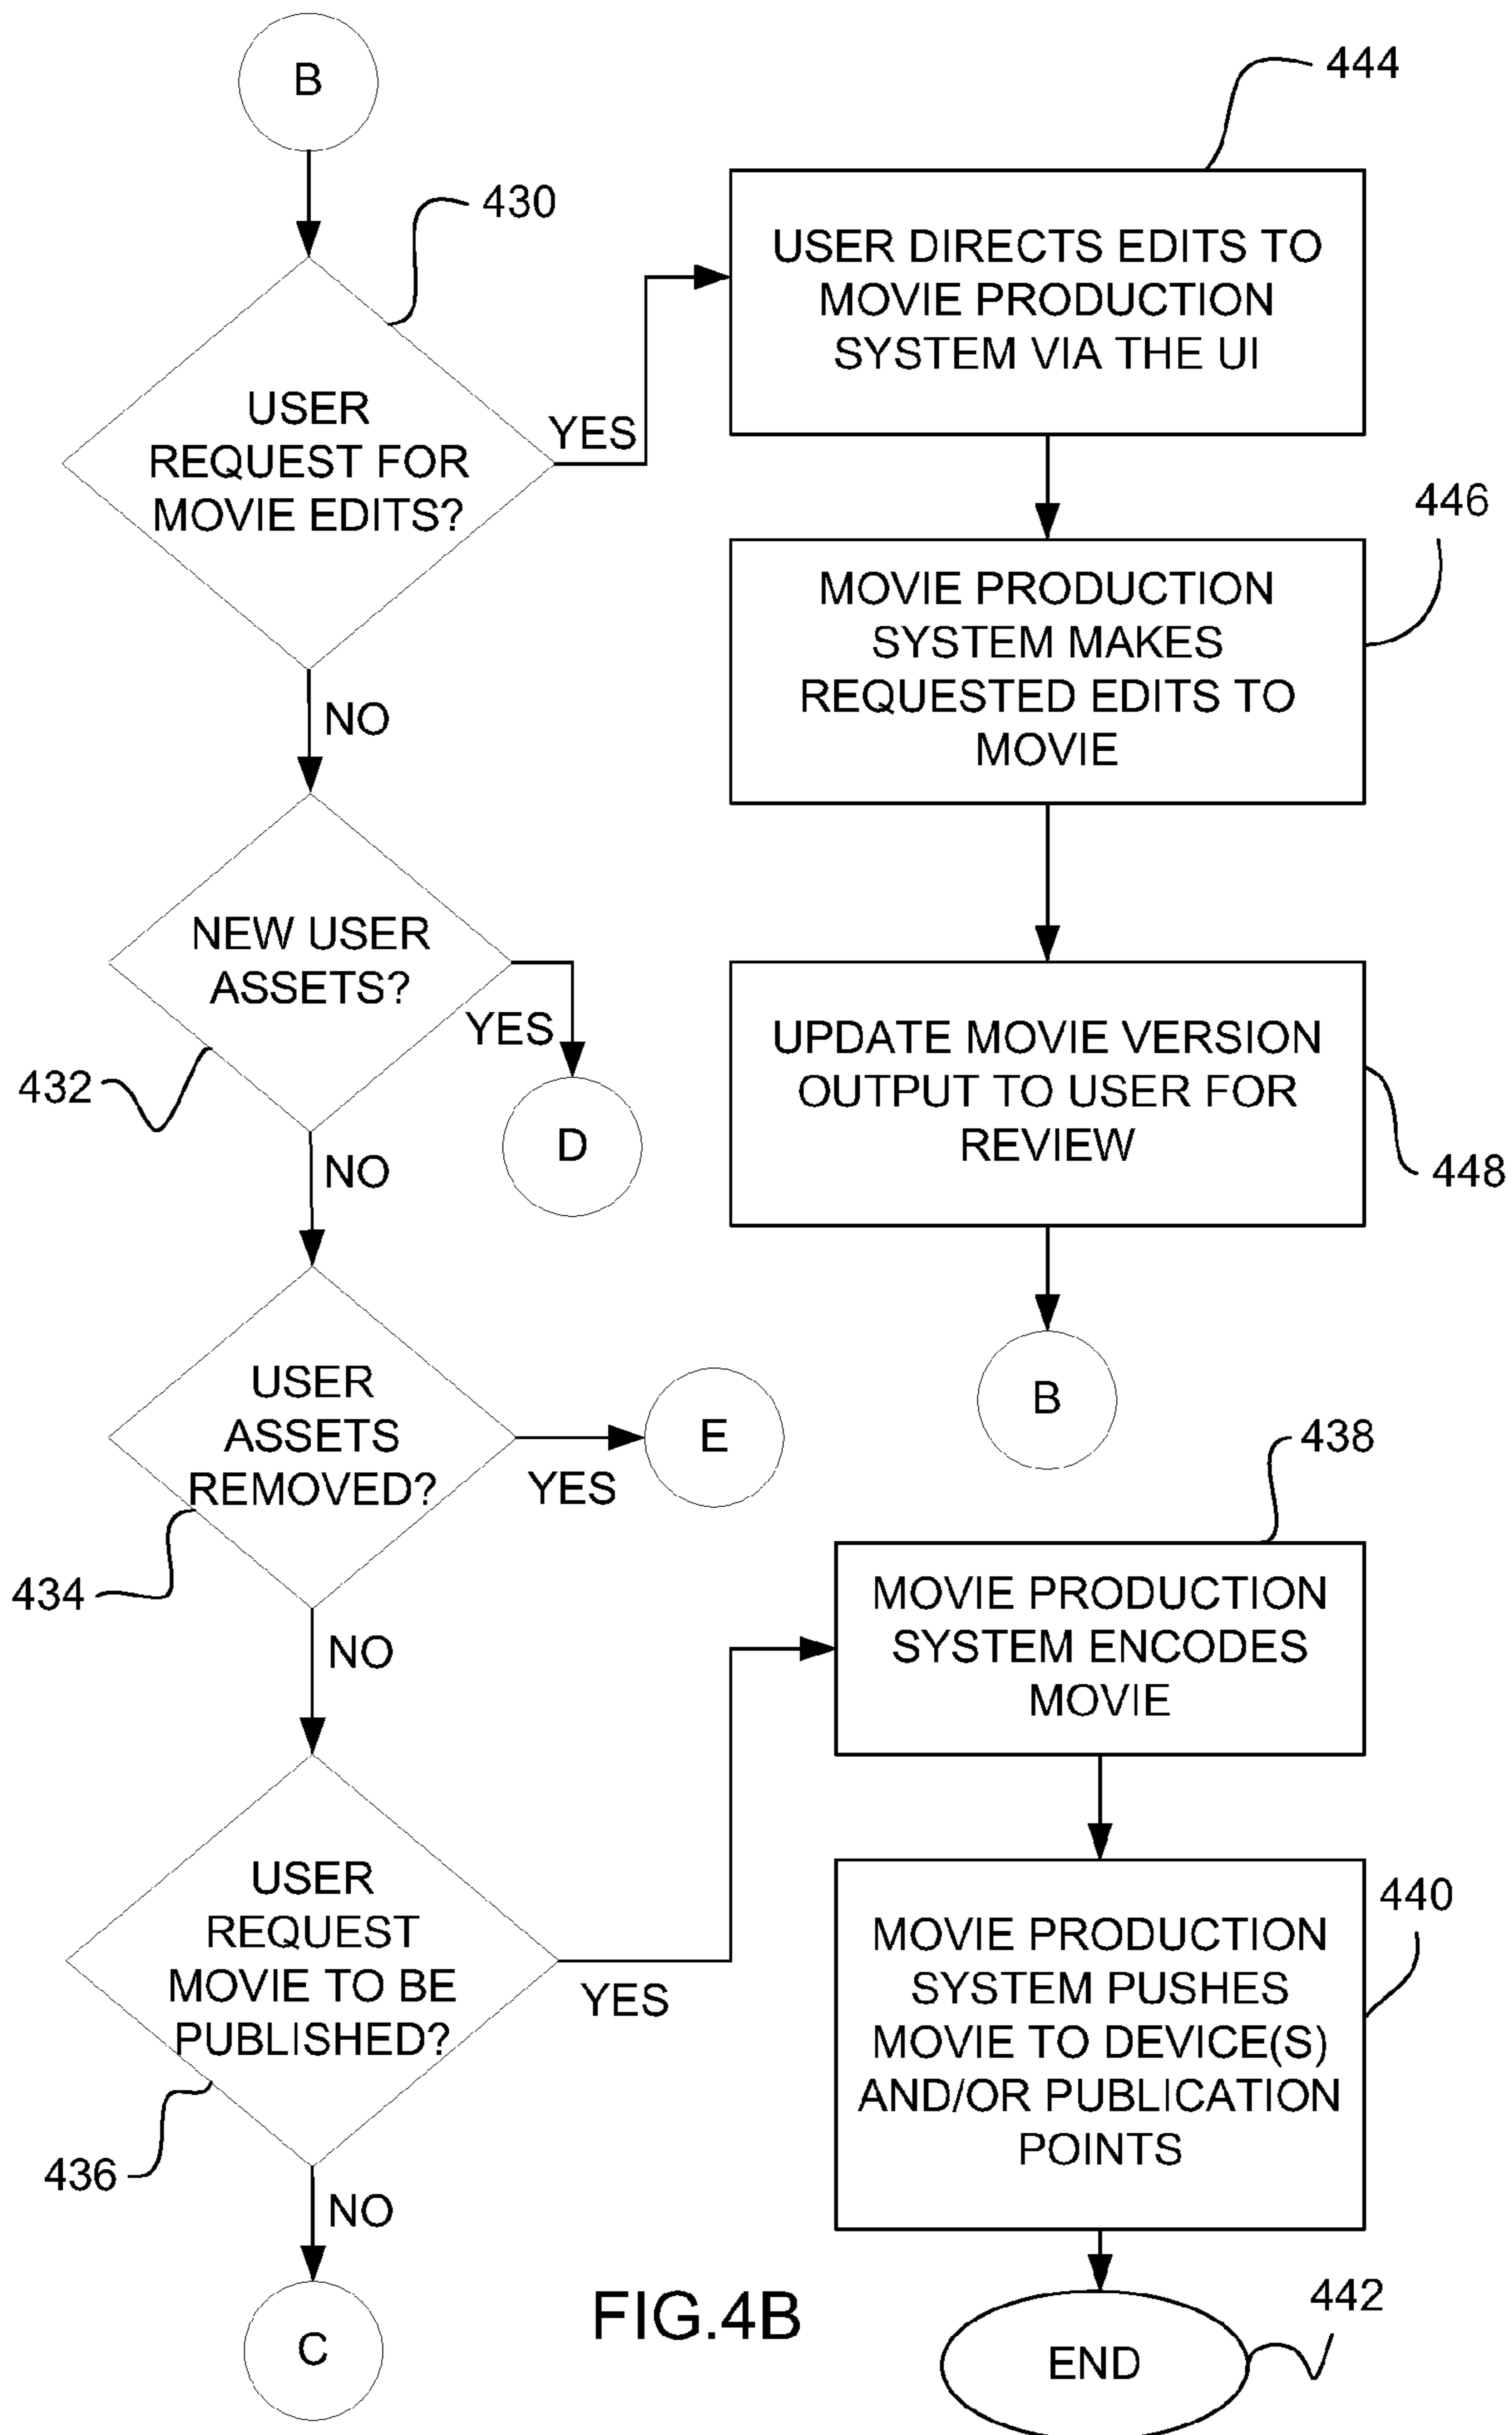 B
444
430
USER DIRECTS EDITS TO
MOVIE PRODUCTION
SYSTEM VIA THE UI
USER
REQUEST FOR
MOVIE EDITS?
YES
446
MOVIE PRODUCTION
SYSTEM MAKES
REQUESTED EDITS TO
MOVIE
NO
NEW USER
ASSETS?
YES
432
D
UPDATE MOVIE VERSION
OUTPUT TO USER FOR
REVIEW
448
NO
B
USER
ASSETS
REMOVED?
YES
E
434
438
MOVIE PRODUCTION
SYSTEM ENCODES
MOVIE
NO
USER
REQUEST
MOVIE TO BE
PUBLISHED?
YES
440
MOVIE PRODUCTION
SYSTEM PUSHES
MOVIE TO DEVICE(S)
AND/OR PUBLICATION
POINTS
436
NO
C
FIG.4B
442
END